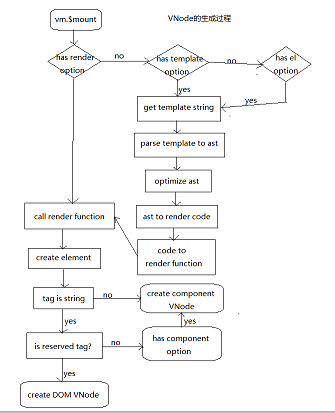 vm.$mount
VNode的生成过程
has render
option
no
has template
option
no
has el
option
yes
yes
get template string
parse template to ast
optimize ast
call render function
ast to render code
code to
render function
create element
tag is string
no
create component
VNode
yes
yes
is reserved tag?
no
has component
option
yes
create DOM VNode